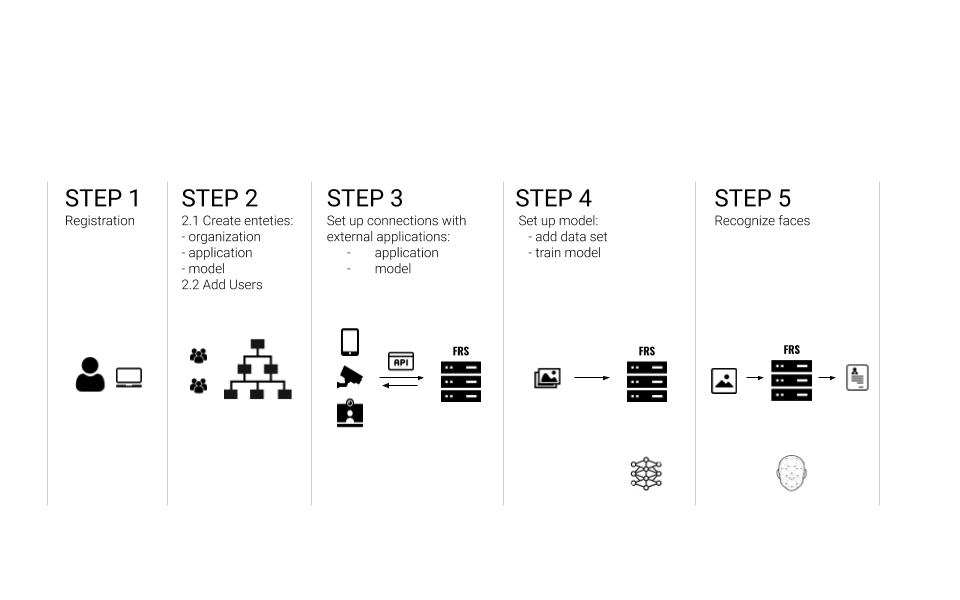 STEP 1
Registration
STEP 2
2.1 Create enteties:
- organization
- application
- model
2.2 Add Users
STEP 3
Set up connections with
external applications:
- application
- model
API
FRS
STEP 4
Set up model:
- add data set
- train model
FRS
STEP 5
Recognize faces
FRS